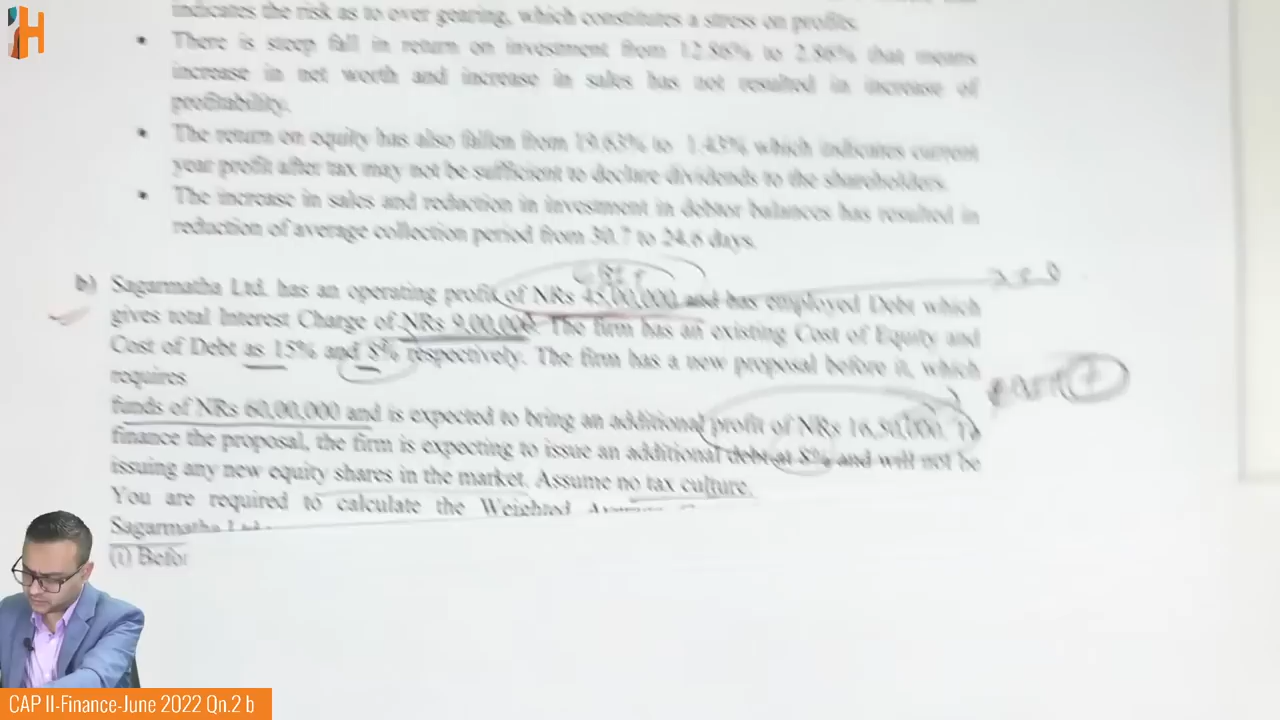 H
indicates the risk as to over gearing, which constitutes a stress on profits.
• There is steep fall in return on investment from 12.86% to 2.86% that means
increase in net worth and increase in sales has not resulted in increase of
profitability.
• The return on equity has also fallen from 19.63% to 1.43% which indicates current
year profit after tax may not be sufficient to declare dividends to the shareholders.
• The increase in sales and reduction in investment in debtor balances has resulted in
reduction of average collection period from 30.7 to 24.6 days.
EBIT
b) Sagarmatha Ltd. has an operating profit of NRs 45,00,000 and has employed Debt which
gives total Interest Charge of NRs 9,00,000. The firm has an existing Cost of Equity and
Cost of Debt as 15% and 8% respectively. The firm has a new proposal before it, which
requires
funds of NRs 60,00,000 and is expected to bring an additional profit of NRs 16,50,000. To
finance the proposal, the firm is expecting to issue an additional debt at 8% and will not be
issuing any new equity shares in the market. Assume no tax culture.
You are required to calculate the Weighted
Sagarmatha Ltd.:
(i) Befor
CAP II-Finance-June 2022 Qn.2 b